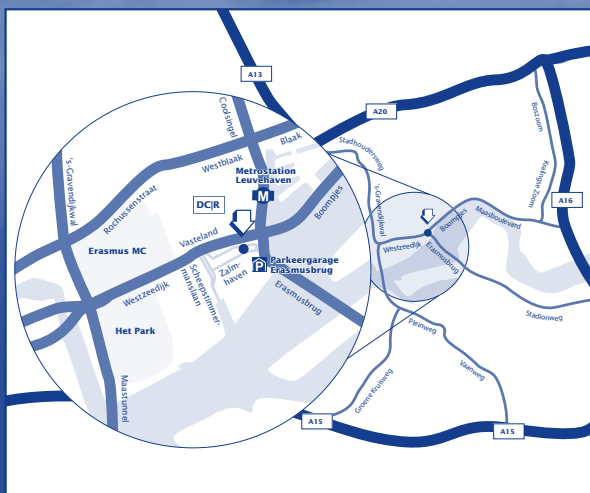 A13
A20
Coolsingel
Blaak
Boszoom
Stadhoudersweg
Westblaak
Metrostation
Leuvehaven
M
's-Gravendijkwal
's-Gravendijkwal
Kralingse Zoom
Rochussenstraat
DC|R
Boompjes
A16
Boompjes
Maasboulevard
Vasteland
Erasmus MC
Westzeedijk
Erasmusbrug
P
Parkeergarage
Erasmusbrug
Zalm-
haven
Scheepstimmer-
manslaan
Westzeedijk
Erasmusbrug
Stadionweg
Het Park
Pleinweg
Vaanweg
Maastunnel
Groene Kruisweg
A15
A15